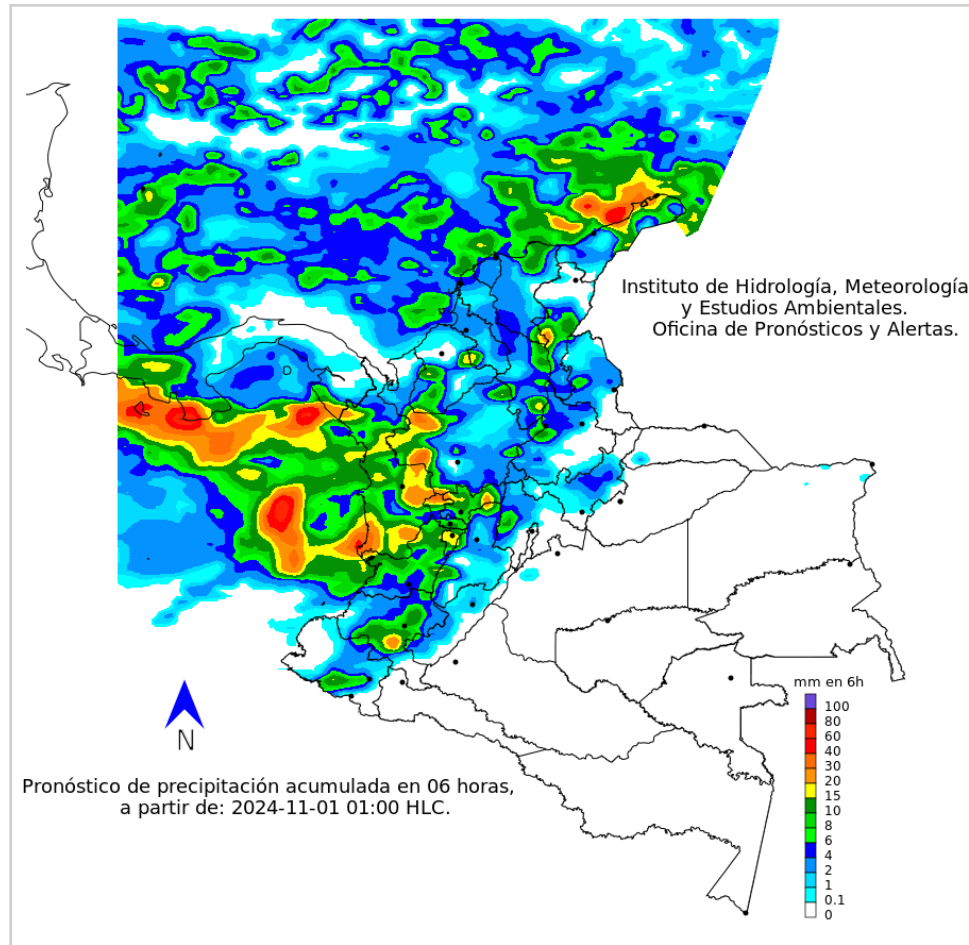 Instituto de Hidrología, Meteorología
y Estudios Ambientales.
Oficina de Pronósticos y Alertas.
mm en 6h
100
80
60
40
30
20
15
10
8
6
4
2
1
0.1
0
N
Pronóstico de precipitación acumulada en 06 horas,
a partir de: 2024-11-01 01:00 HLC.